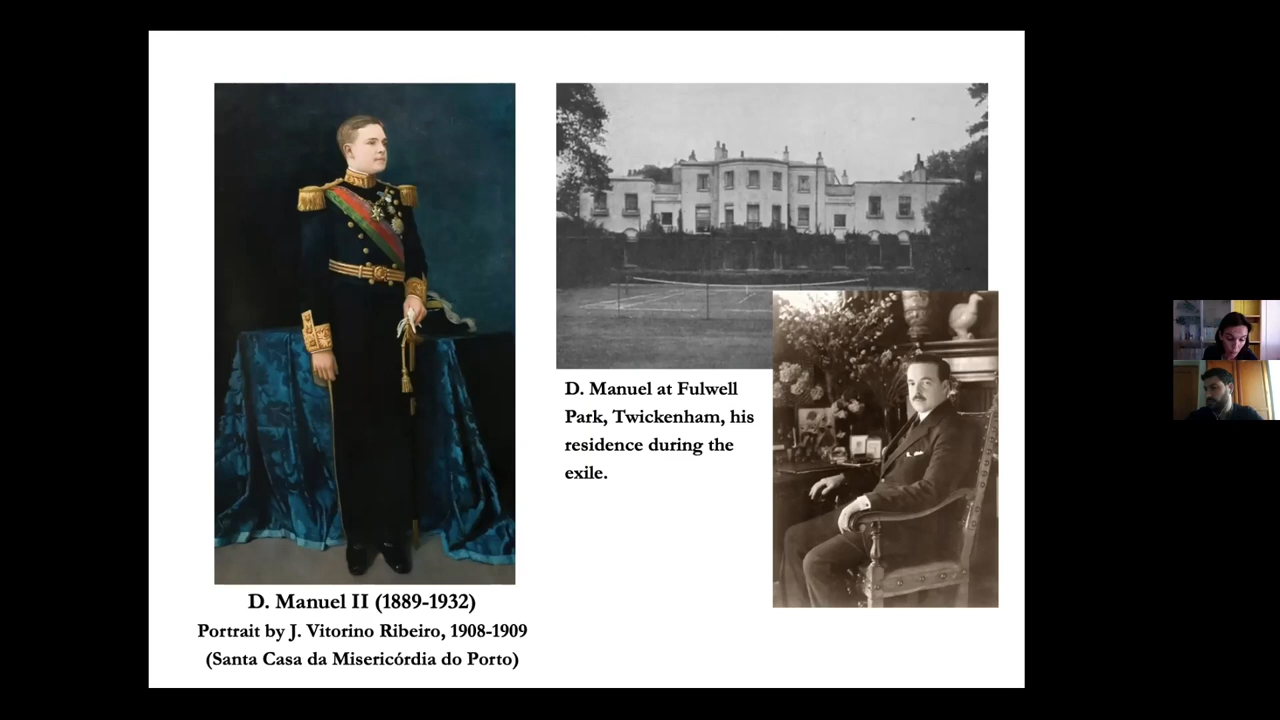 D. Manuel II (1889-1932)
Portrait by J. Vitorino Ribeiro, 1908-1909
(Santa Casa da Misericórdia do Porto)
D. Manuel at Fulwell
Park, Twickenham, his
residence during the
exile.